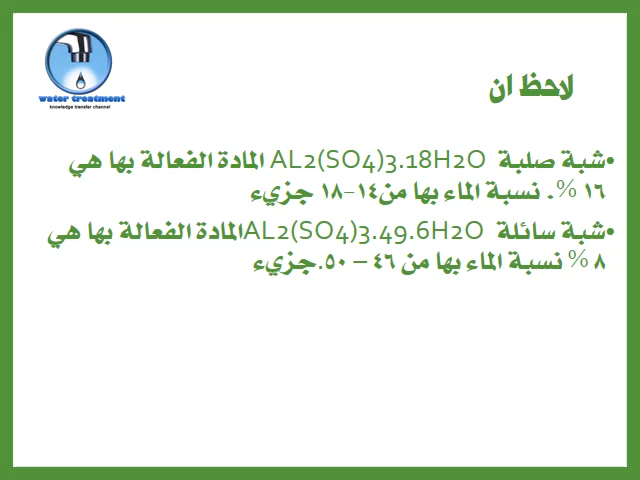 water treatment
knowledge transfer channel
لاحظ ان
•شبة صلبة AL2(SO4)3.18H2O المادة الفعالة بها هي
١٦ %. نسبة الماء بها من١٤-١٨ جزيء
•شبة سائلة AL2(SO4)3.49.6H2Oالمادة الفعالة بها هي
٨ % نسبة الماء بها من ٤٦ – ٥٠.جزيء